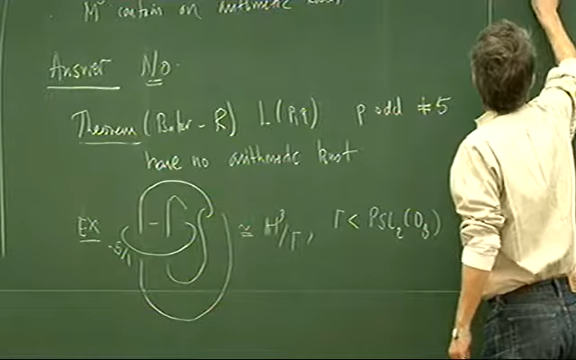 M³ contain an arithmetic knot
Answer No.
Theorem (Baker - R) L(p,q) p odd ≠ 5
have no arithmetic knot
EX -5/1 ≅ H³/Γ, Γ < PSL₂(O₃)